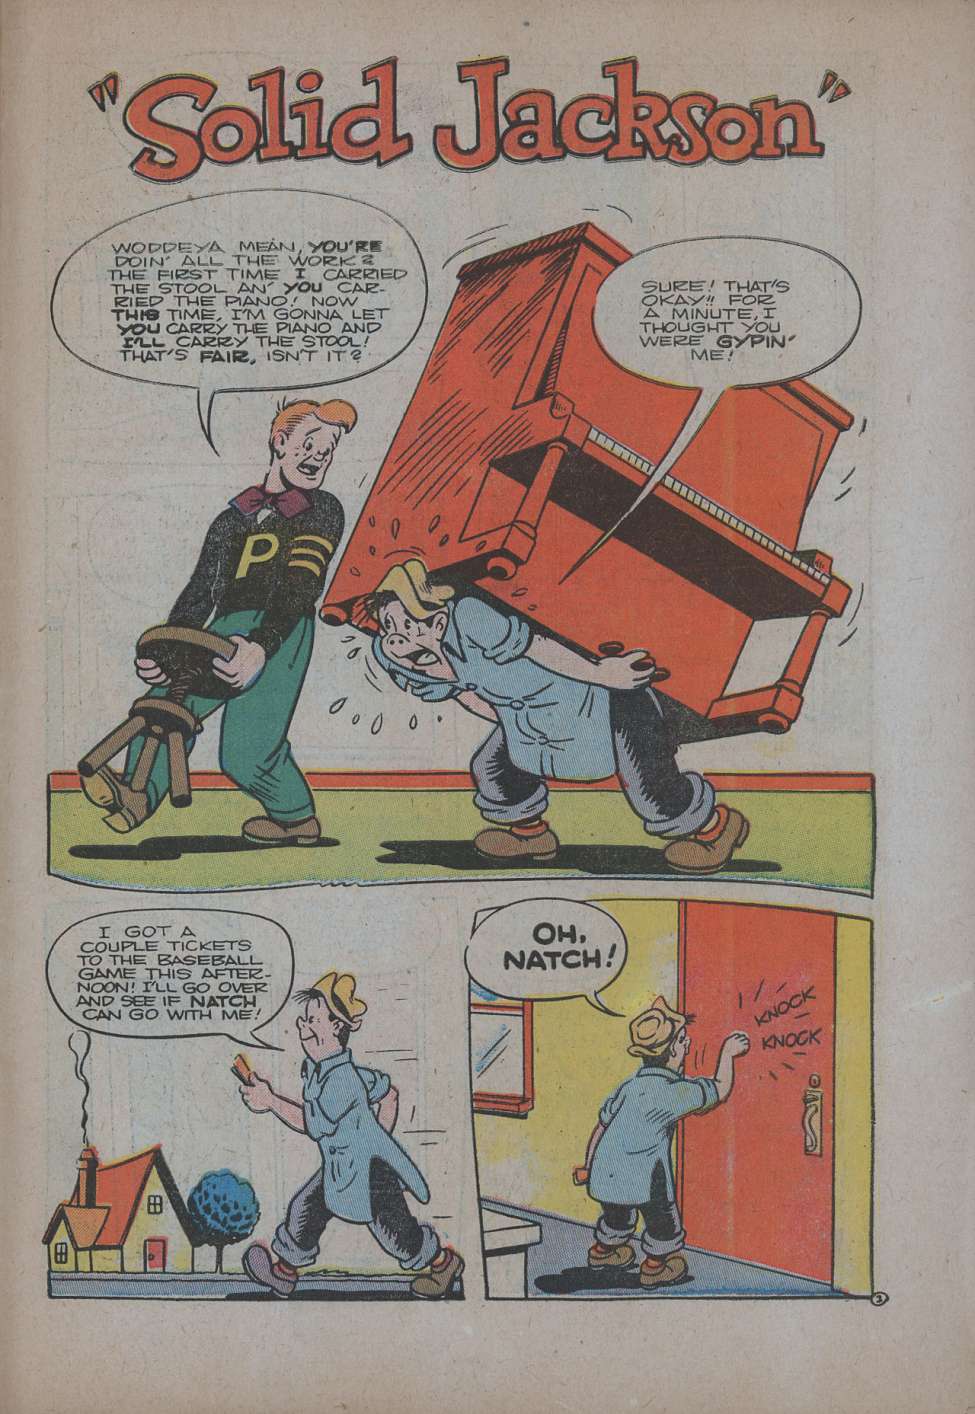 "Solid Jackson"
WODDEYA MEAN, YOU'RE
DOIN' ALL THE WORK?
THE FIRST TIME I CARRIED
THE STOOL AN' YOU CAR-
RIED THE PIANO! NOW
THIS TIME, I'M GONNA LET
YOU CARRY THE PIANO AND
I'LL CARRY THE STOOL!
THAT'S FAIR, ISN'T IT?
SURE! THAT'S
OKAY!! FOR
A MINUTE, I
THOUGHT YOU
WERE GYPIN'
ME!
P
I GOT A
COUPLE TICKETS
TO THE BASEBALL
GAME THIS AFTER-
NOON! I'LL GO OVER
AND SEE IF NATCH
CAN GO WITH ME!
OH,
NATCH!
KNOCK
KNOCK